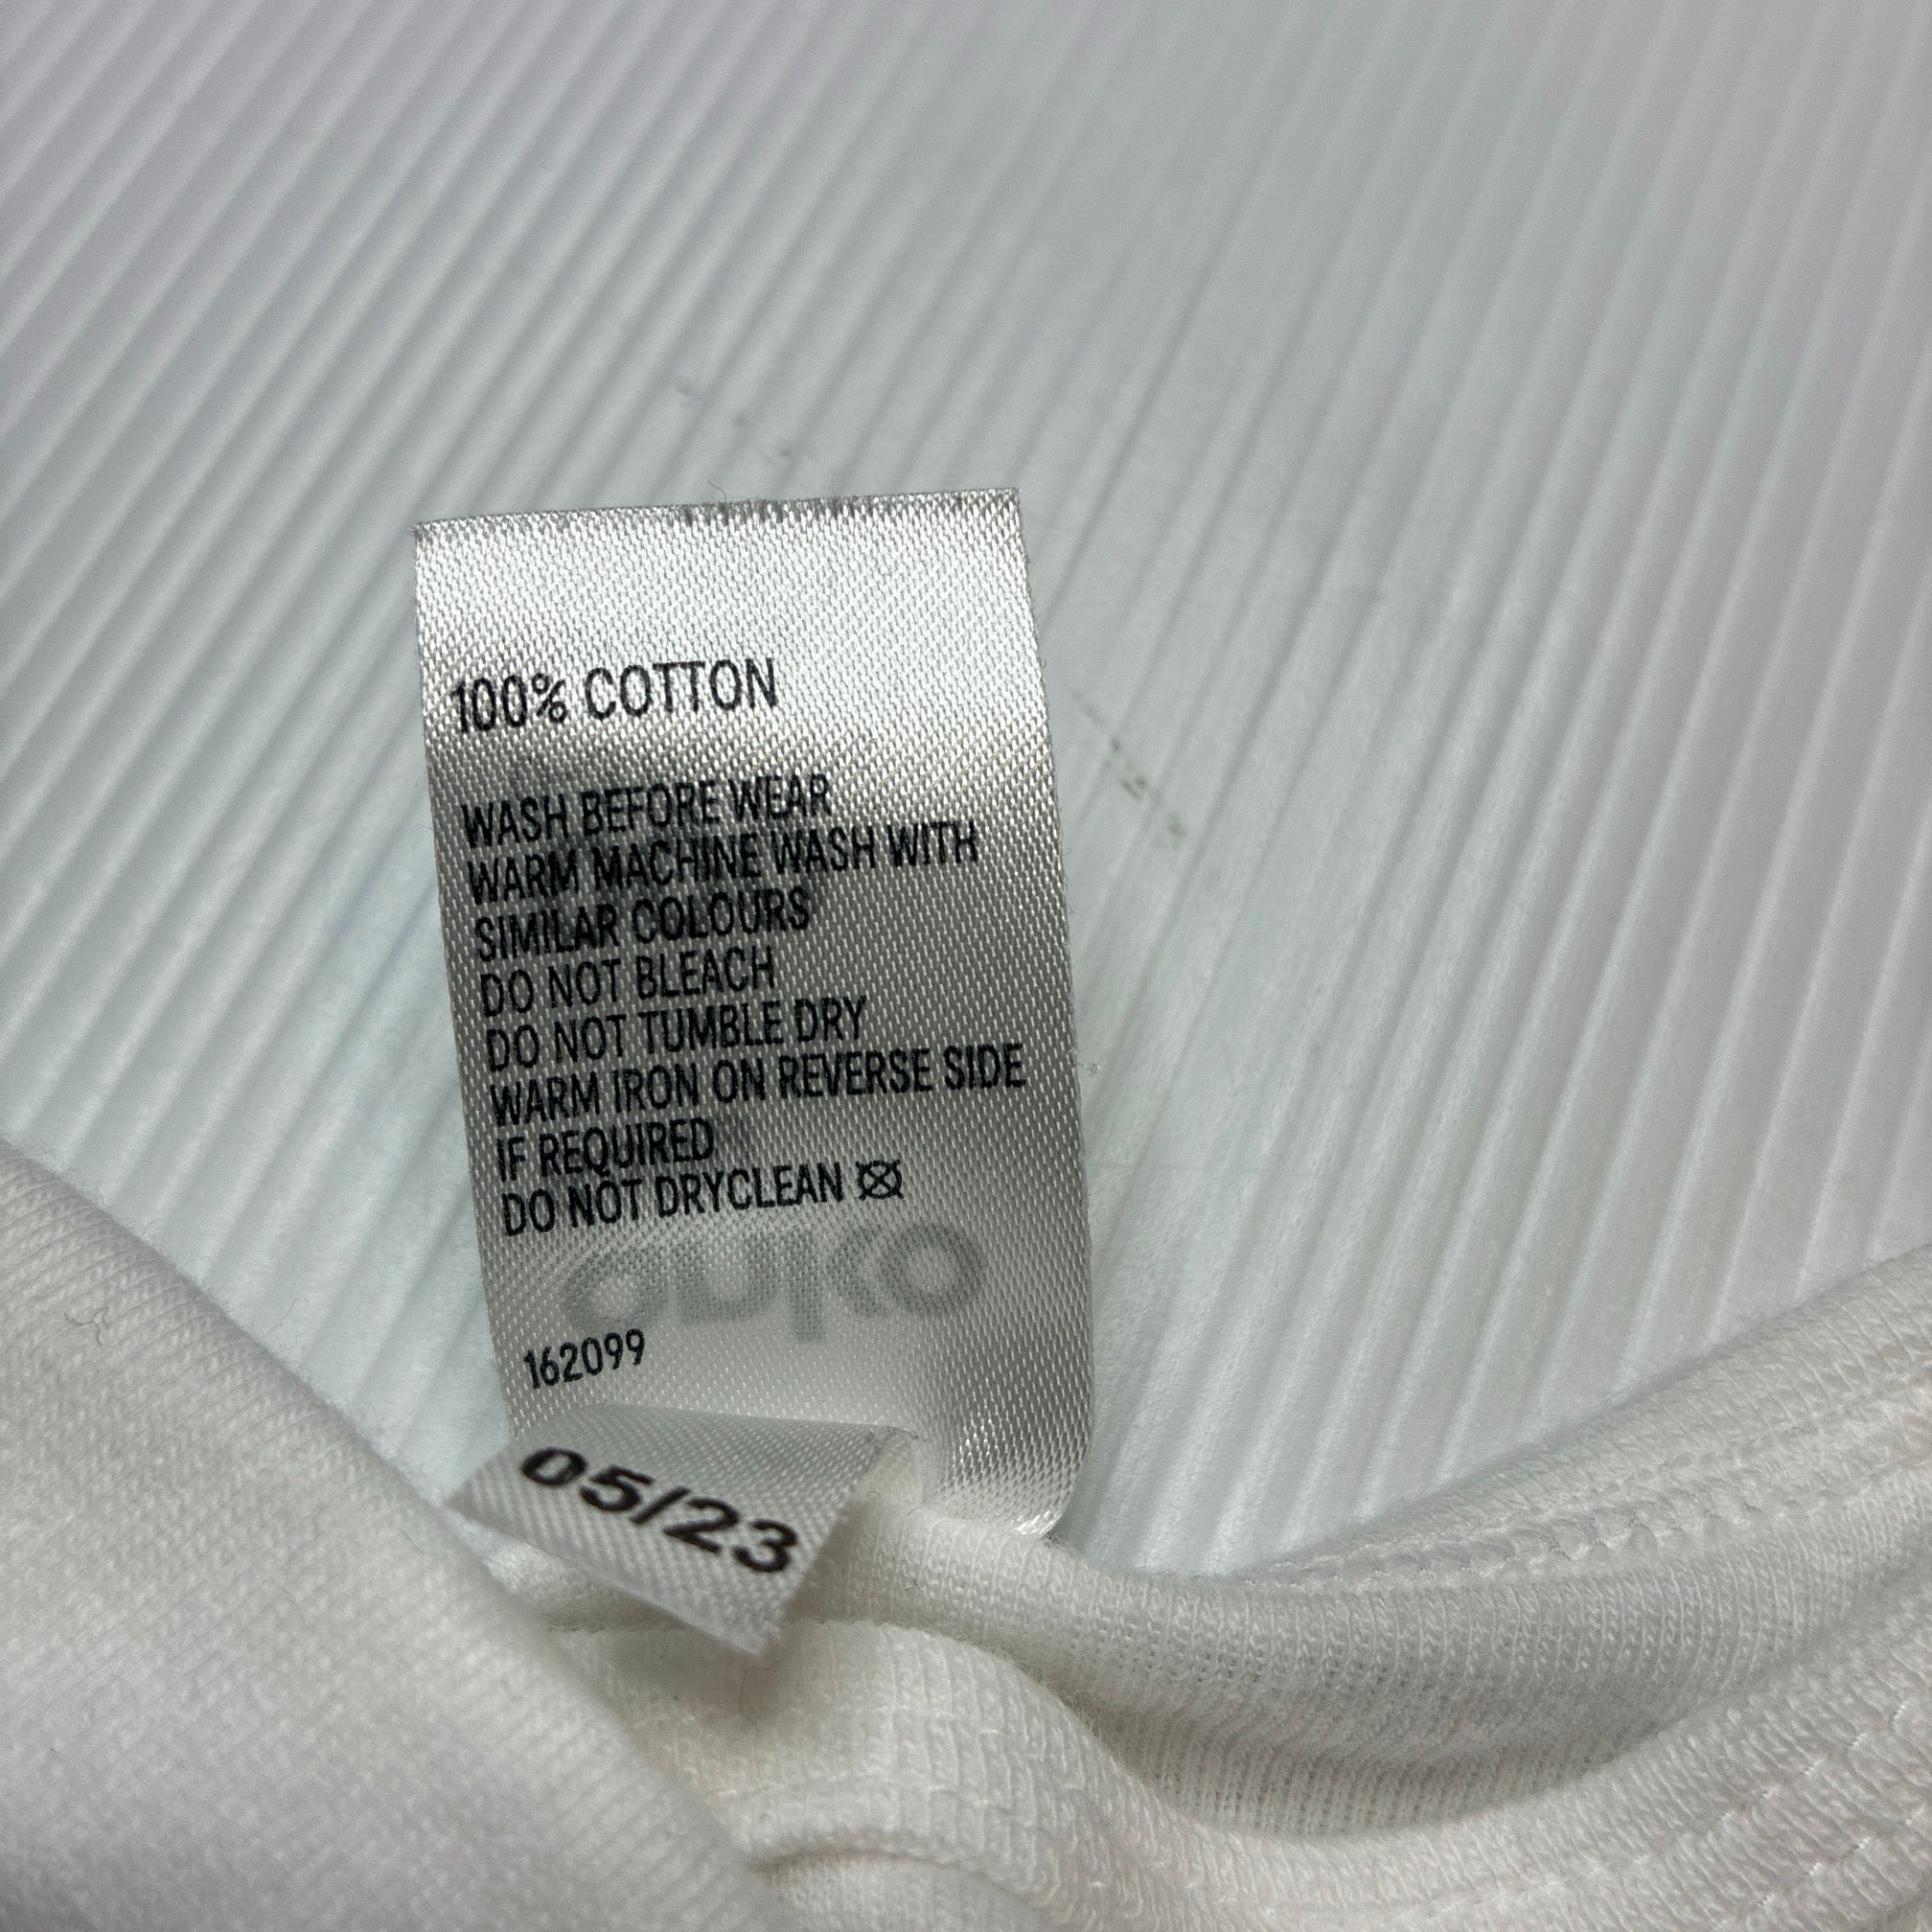 100% COTTON
WASH BEFORE WEAR
WARM MACHINE WASH WITH
SIMILAR COLOURS
DO NOT BLEACH
DO NOT TUMBLE DRY
WARM IRON ON REVERSE SIDE
IF REQUIRED
DO NOT DRYCLEAN
162099
05/23